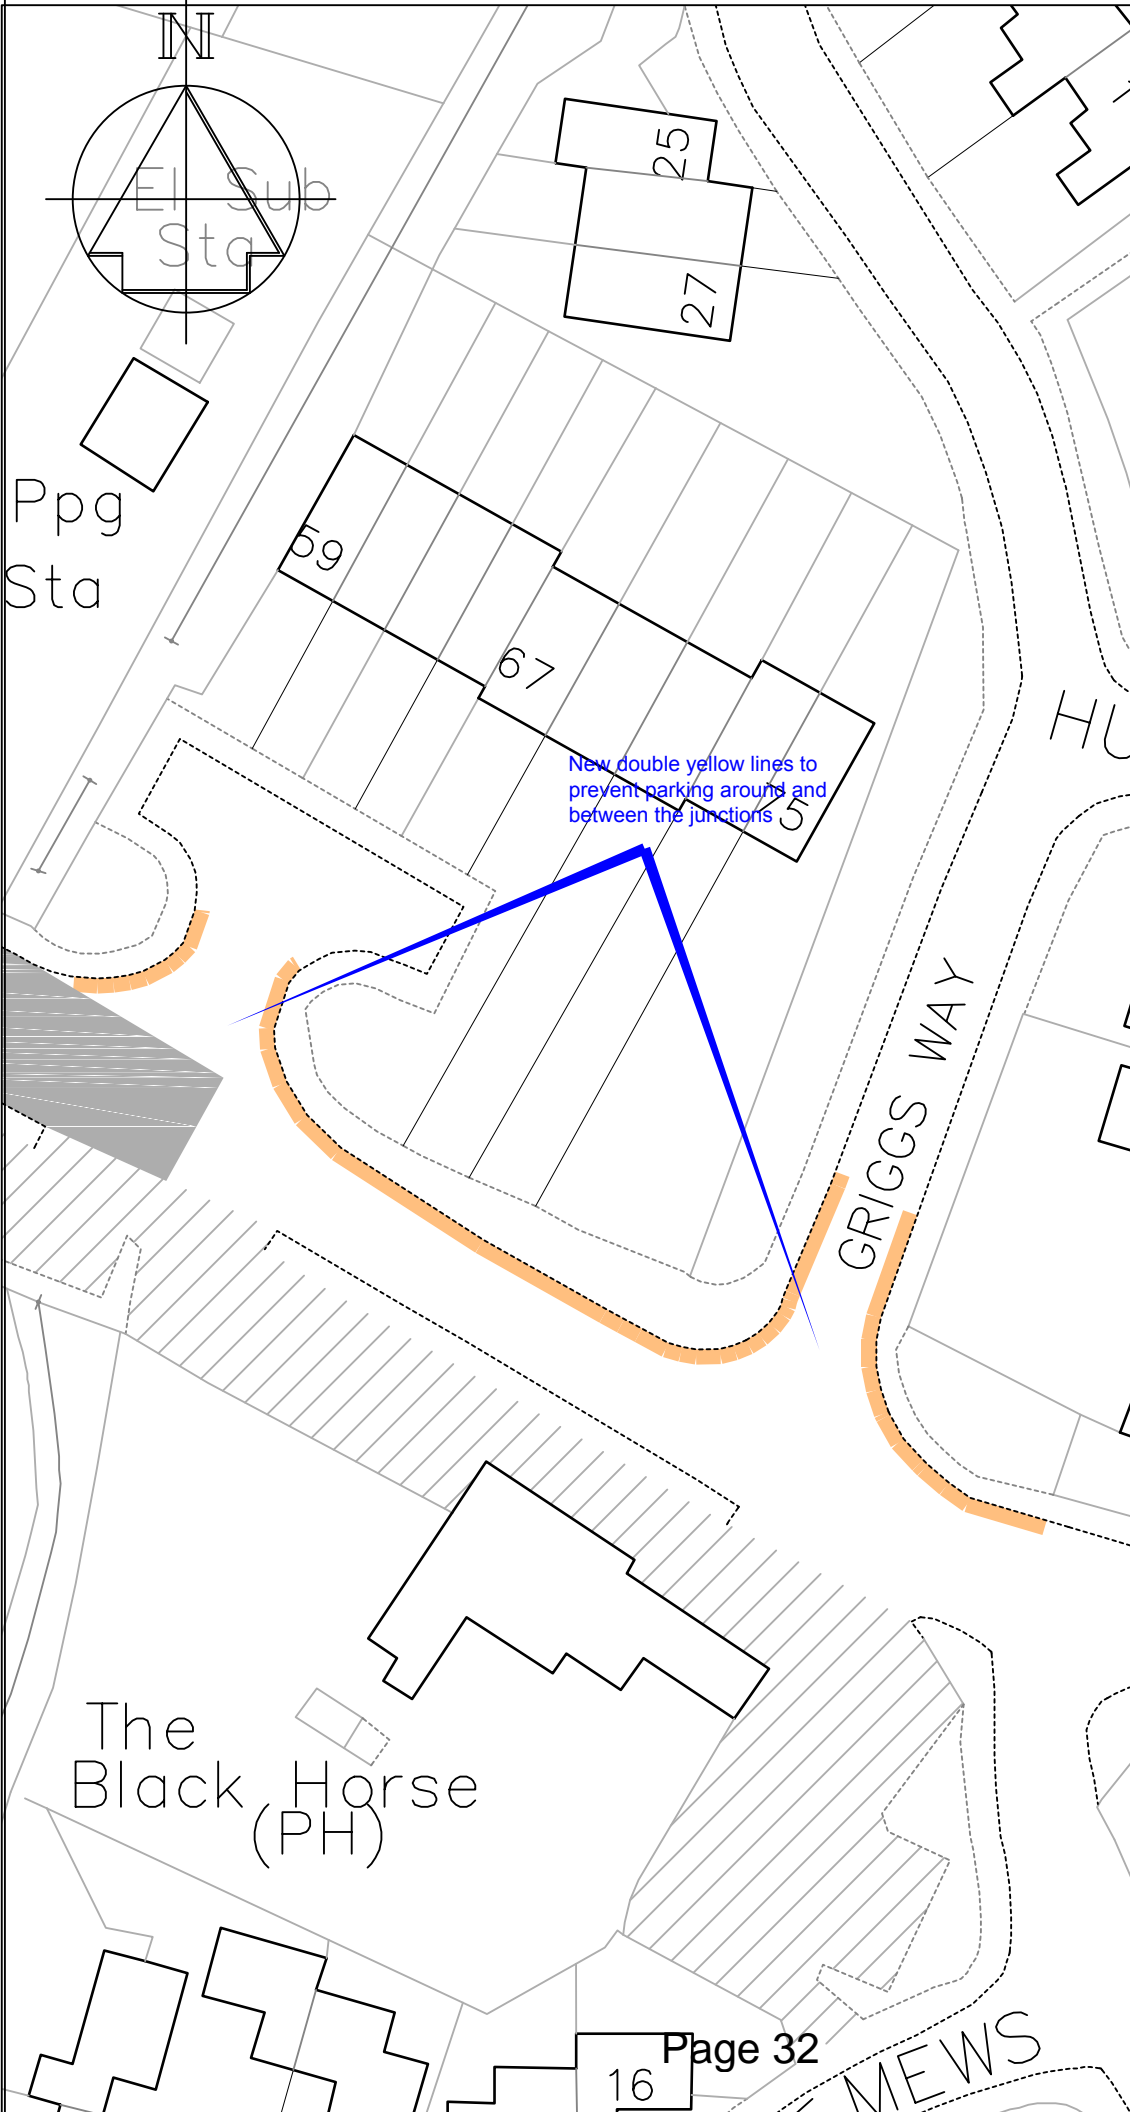 N
El Sub
Sta
25
27
Ppg
Sta
59
67
HU
New double yellow lines to
prevent parking around and
between the junctions
75
GRIGGS WAY
The
Black Horse
(PH)
Page 32
16
MEWS